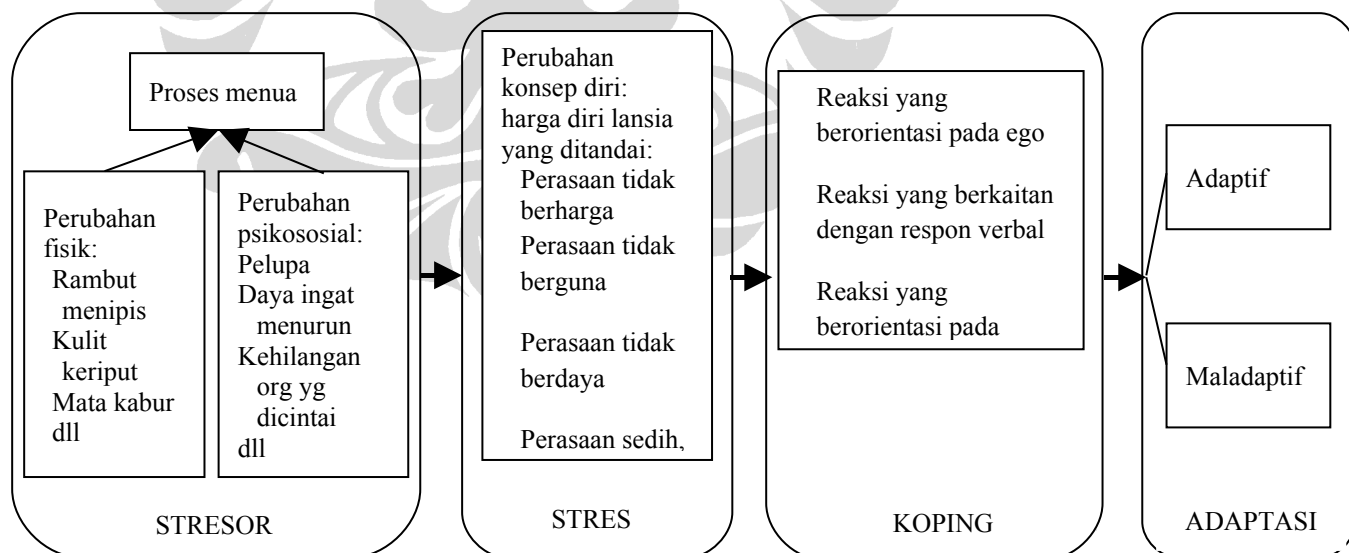 Proses menua
Perubahan
fisik:
Rambut
menipis
Kulit
keriput
Mata kabur
dll
Perubahan
psikososial:
Pelupa
Daya ingat
menurun
Kehilangan
org yg
dicintai
dll
STRESOR
Perubahan
konsep diri:
harga diri lansia
yang ditandai:
Perasaan tidak
berharga
Perasaan tidak
berguna
Perasaan tidak
berdaya
Perasaan sedih,
STRES
Reaksi yang
berorientasi pada ego
Reaksi yang berkaitan
dengan respon verbal
Reaksi yang
berorientasi pada
KOPING
Adaptif
Maladaptif
ADAPTASI